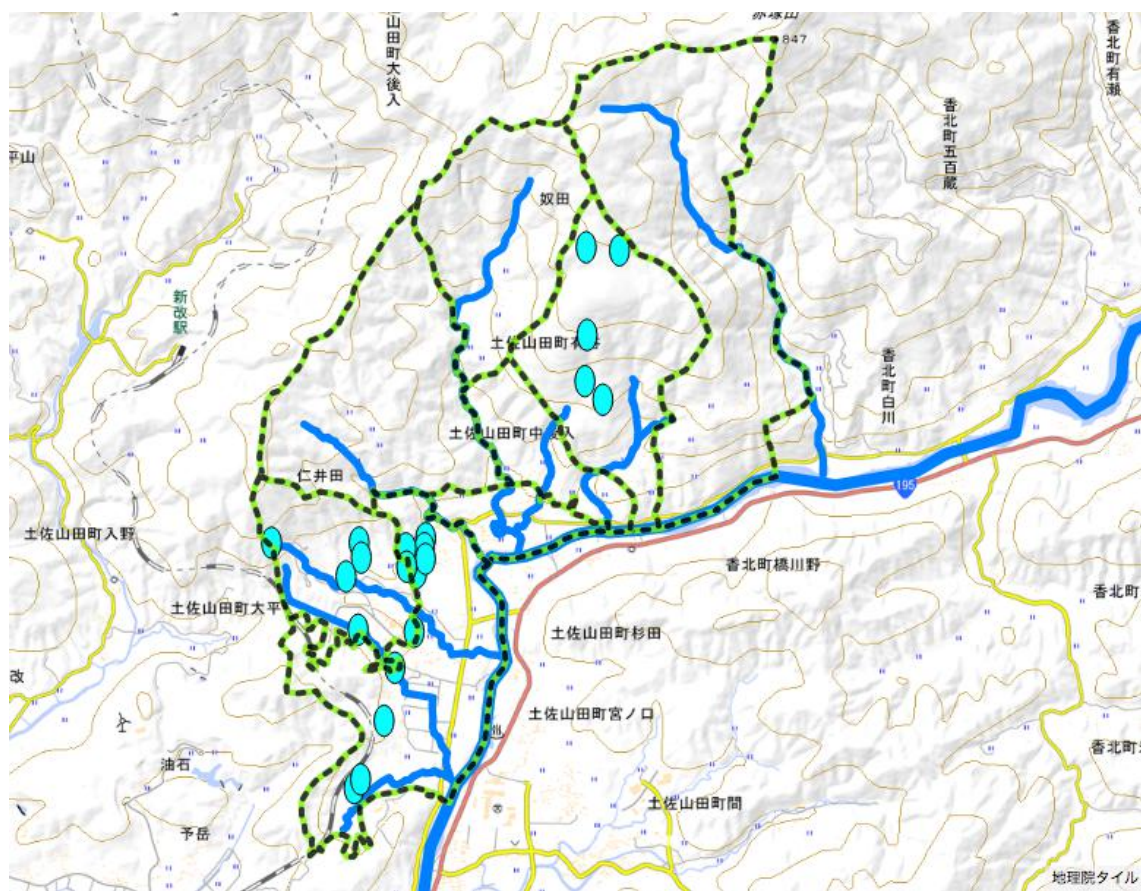 847
山田町大後入
香北町有瀬
平山
香北町五百蔵
奴田
新改駅
香北町白川
土佐山田町中後入
仁井田
195
土佐山田町入野
香北町橋川野
香北町
土佐山田町大平
土佐山田町杉田
改
土佐山田町宮ノ口
油石
土佐山田町間
予岳
地理院タイル